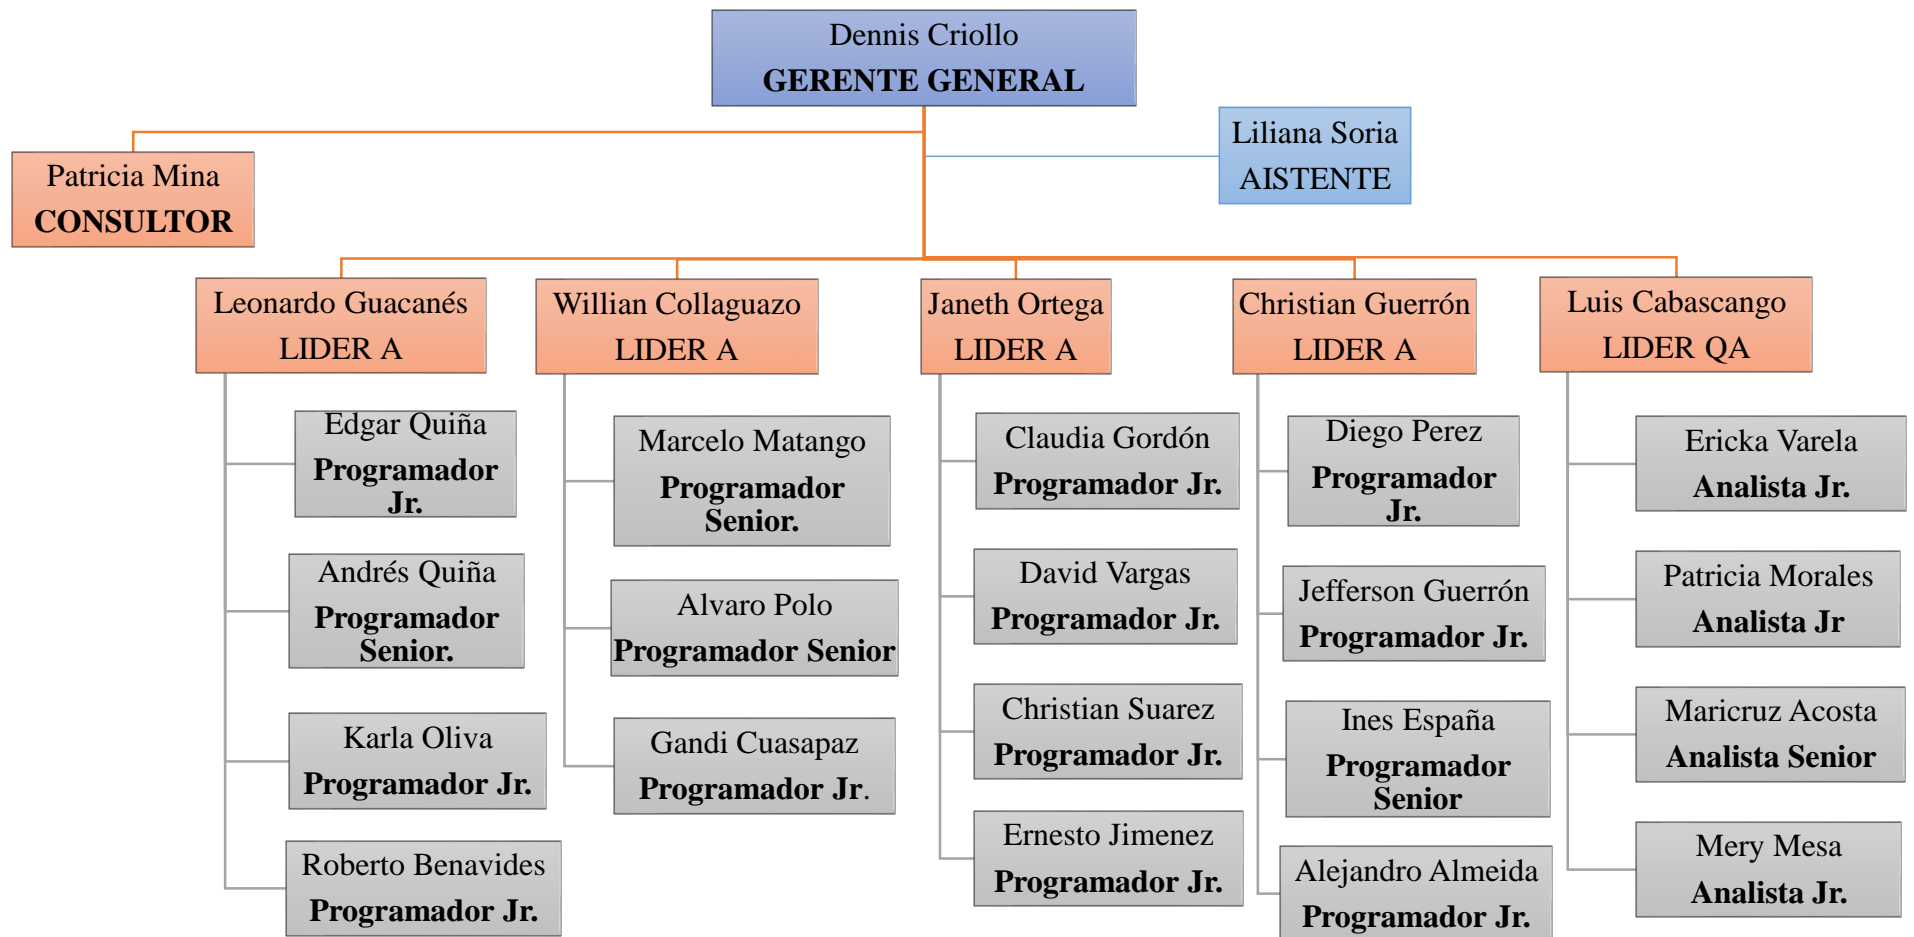 Dennis Criollo
GERENTE GENERAL
Liliana Soria
AISTENTE
Patricia Mina
CONSULTOR
Leonardo Guacanés
LIDER A
Edgar Quiña
Programador
Jr.
Andrés Quiña
Programador
Senior.
Karla Oliva
Programador Jr.
Roberto Benavides
Programador Jr.
Willian Collaguazo
LIDER A
Marcelo Matango
Programador
Senior.
Alvaro Polo
Programador Senior
Gandi Cuasapaz
Programador Jr.
Janeth Ortega
LIDER A
Claudia Gordón
Programador Jr.
David Vargas
Programador Jr.
Christian Suarez
Programador Jr.
Ernesto Jimenez
Programador Jr.
Christian Guerrón
LIDER A
Diego Perez
Programador
Jr.
Jefferson Guerrón
Programador Jr.
Ines España
Programador
Senior
Alejandro Almeida
Programador Jr.
Luis Cabascango
LIDER QA
Ericka Varela
Analista Jr.
Patricia Morales
Analista Jr
Maricruz Acosta
Analista Senior
Mery Mesa
Analista Jr.